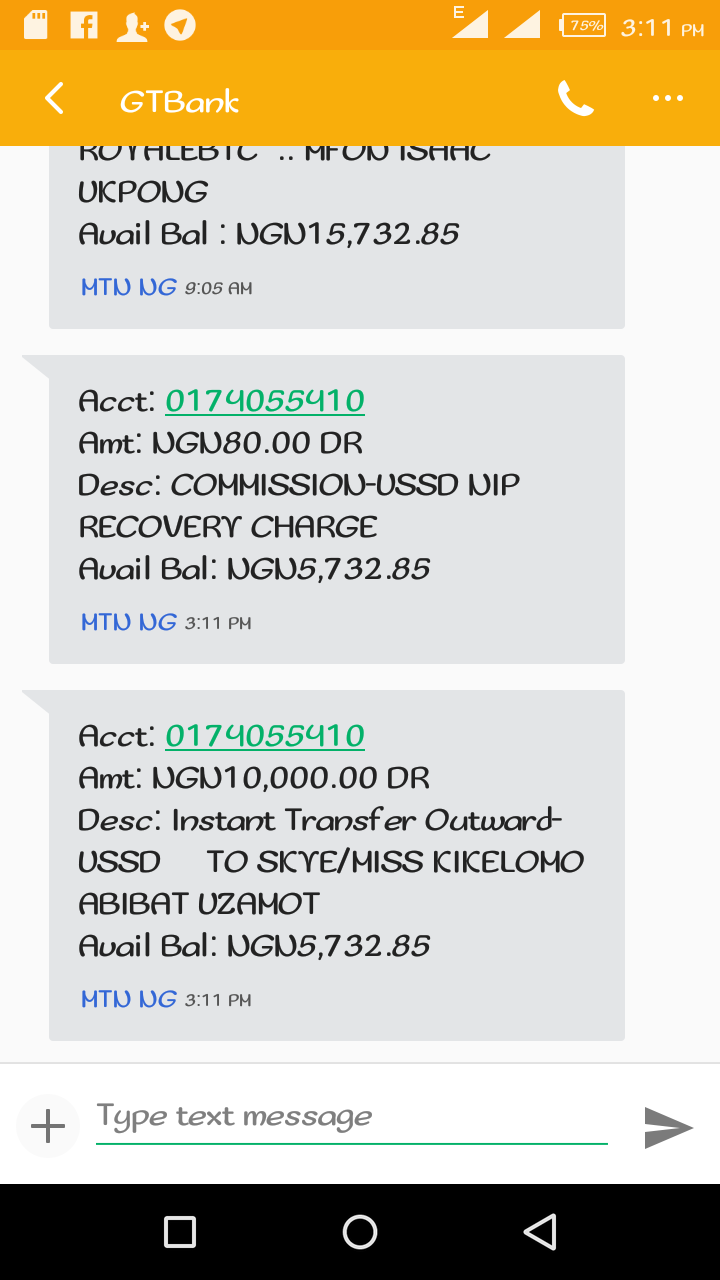 E
75%
3:11 PM
GTBank
ROYALEBTC .. MFON ISAAC
UKPONG
Avail Bal : NGN15,732.85
MTN NG 9:05 AM
Acct: 0174055410
Amt: NGN80.00 DR
Desc: COMMISSION-USSD NIP
RECOVERY CHARGE
Avail Bal: NGN5,732.85
MTN NG 3:11 PM
Acct: 0174055410
Amt: NGN10,000.00 DR
Desc: Instant Transfer Outward-
USSD TO SKYE/MISS KIKELOMO
ABIBAT UZAMOT
Avail Bal: NGN5,732.85
MTN NG 3:11 PM
Type text message